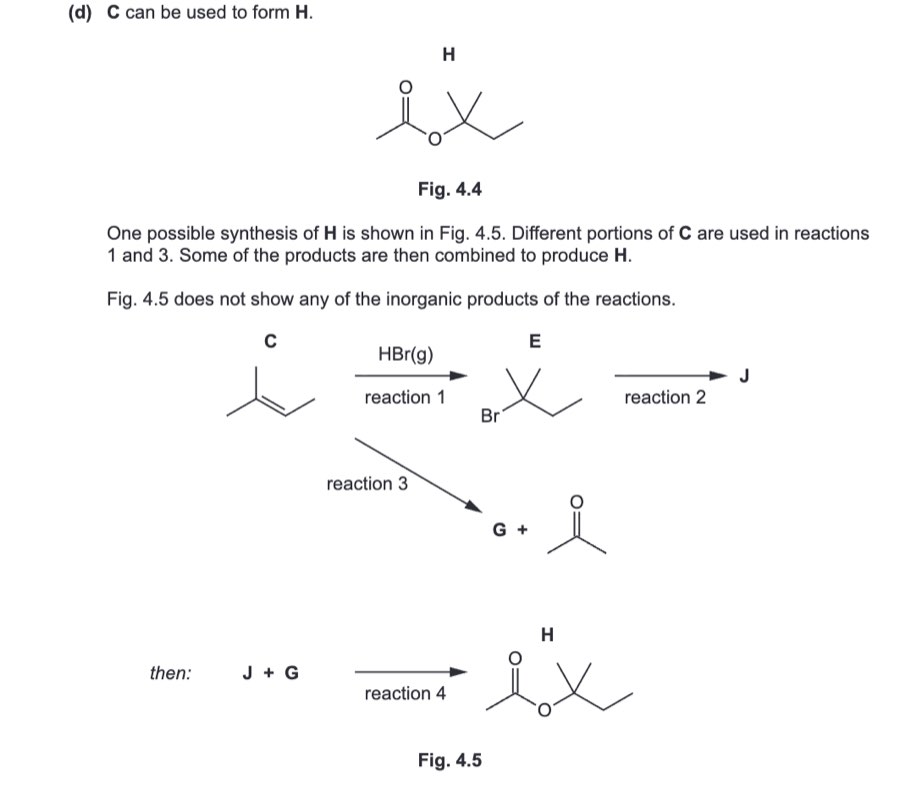 (d) C can be used to form H.
H
O
O
Fig. 4.4
One possible synthesis of H is shown in Fig. 4.5. Different portions of C are used in reactions
1 and 3. Some of the products are then combined to produce H.
Fig. 4.5 does not show any of the inorganic products of the reactions.
C
HBr(g)
reaction 1
E
Br
reaction 2
J
reaction 3
G +
O
then:
J + G
reaction 4
H
O
O
Fig. 4.5